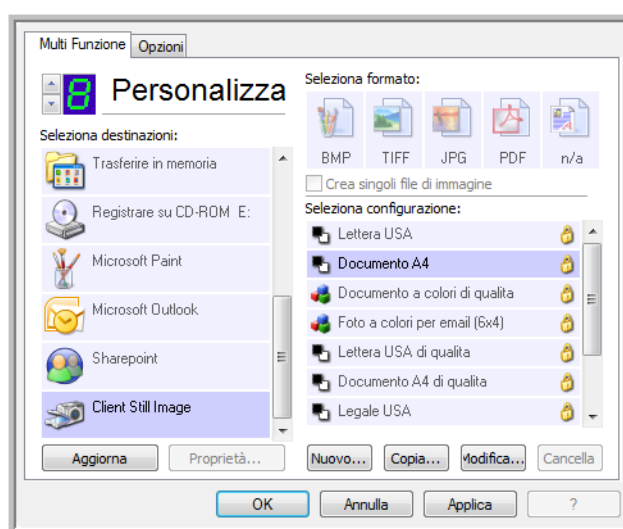 Multi Funzione
Opzioni
8
Personalizza
Seleziona destinazioni:
Trasferire in memoria
Registrare su CD-ROM E:
Microsoft Paint
Microsoft Outlook
Sharepoint
Client Still Image
Aggiorna
Proprietà...
Seleziona formato:
BMP TIFF JPG PDF n/a
Crea singoli file di immagine
Seleziona configurazione:
Lettera USA
Documento A4
Documento a colori di qualita
Foto a colori per email (6x4)
Lettera USA di qualita
Documento A4 di qualita
Legale USA
Nuovo... Copia... Modifica... Cancella
OK Annulla Applica ?